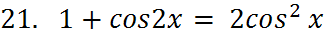 21. 1 + cos2x = 2cos² x